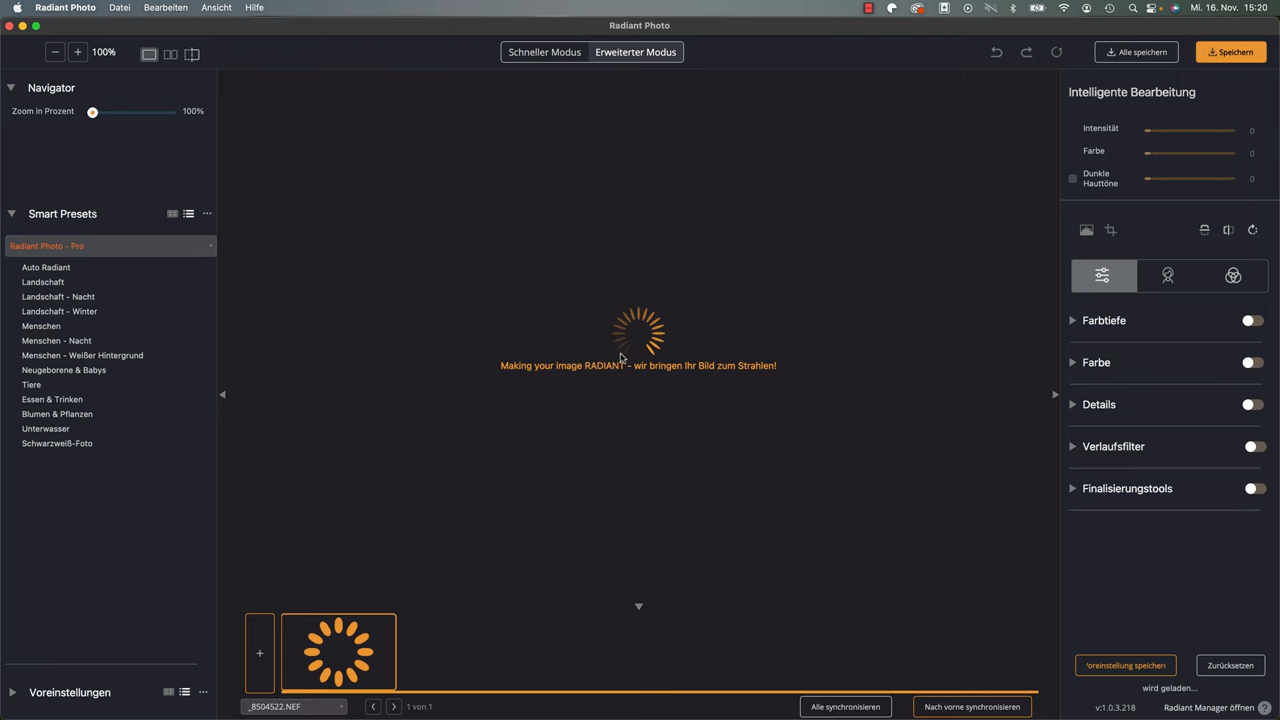 Radiant Photo Datei Bearbeiten Ansicht Hilfe Mi. 16. Nov. 15:20
Radiant Photo
100% Schneller Modus Erweiterter Modus Alle speichern Speichern
Navigator
Zoom in Prozent 100%
Smart Presets
Radiant Photo - Pro
Auto Radiant
Landschaft
Landschaft - Nacht
Landschaft - Winter
Menschen
Menschen - Nacht
Menschen - Weißer Hintergrund
Neugeborene & Babys
Tiere
Essen & Trinken
Blumen & Pflanzen
Unterwasser
Schwarzweiß-Foto
Voreinstellungen
Making your image RADIANT - wir bringen Ihr Bild zum Strahlen!
+
_8504522.NEF 1 von 1 Alle synchronisieren Nach vorne synchronisieren
Intelligente Bearbeitung
Intensität 0
Farbe 0
Dunkle
Hauttöne 0
Farbtiefe
Farbe
Details
Verlaufsfilter
Finalisierungstools
oreinstellung speichern Zurücksetzen
wird geladen...
v:1.0.3.218 Radiant Manager öffnen ?